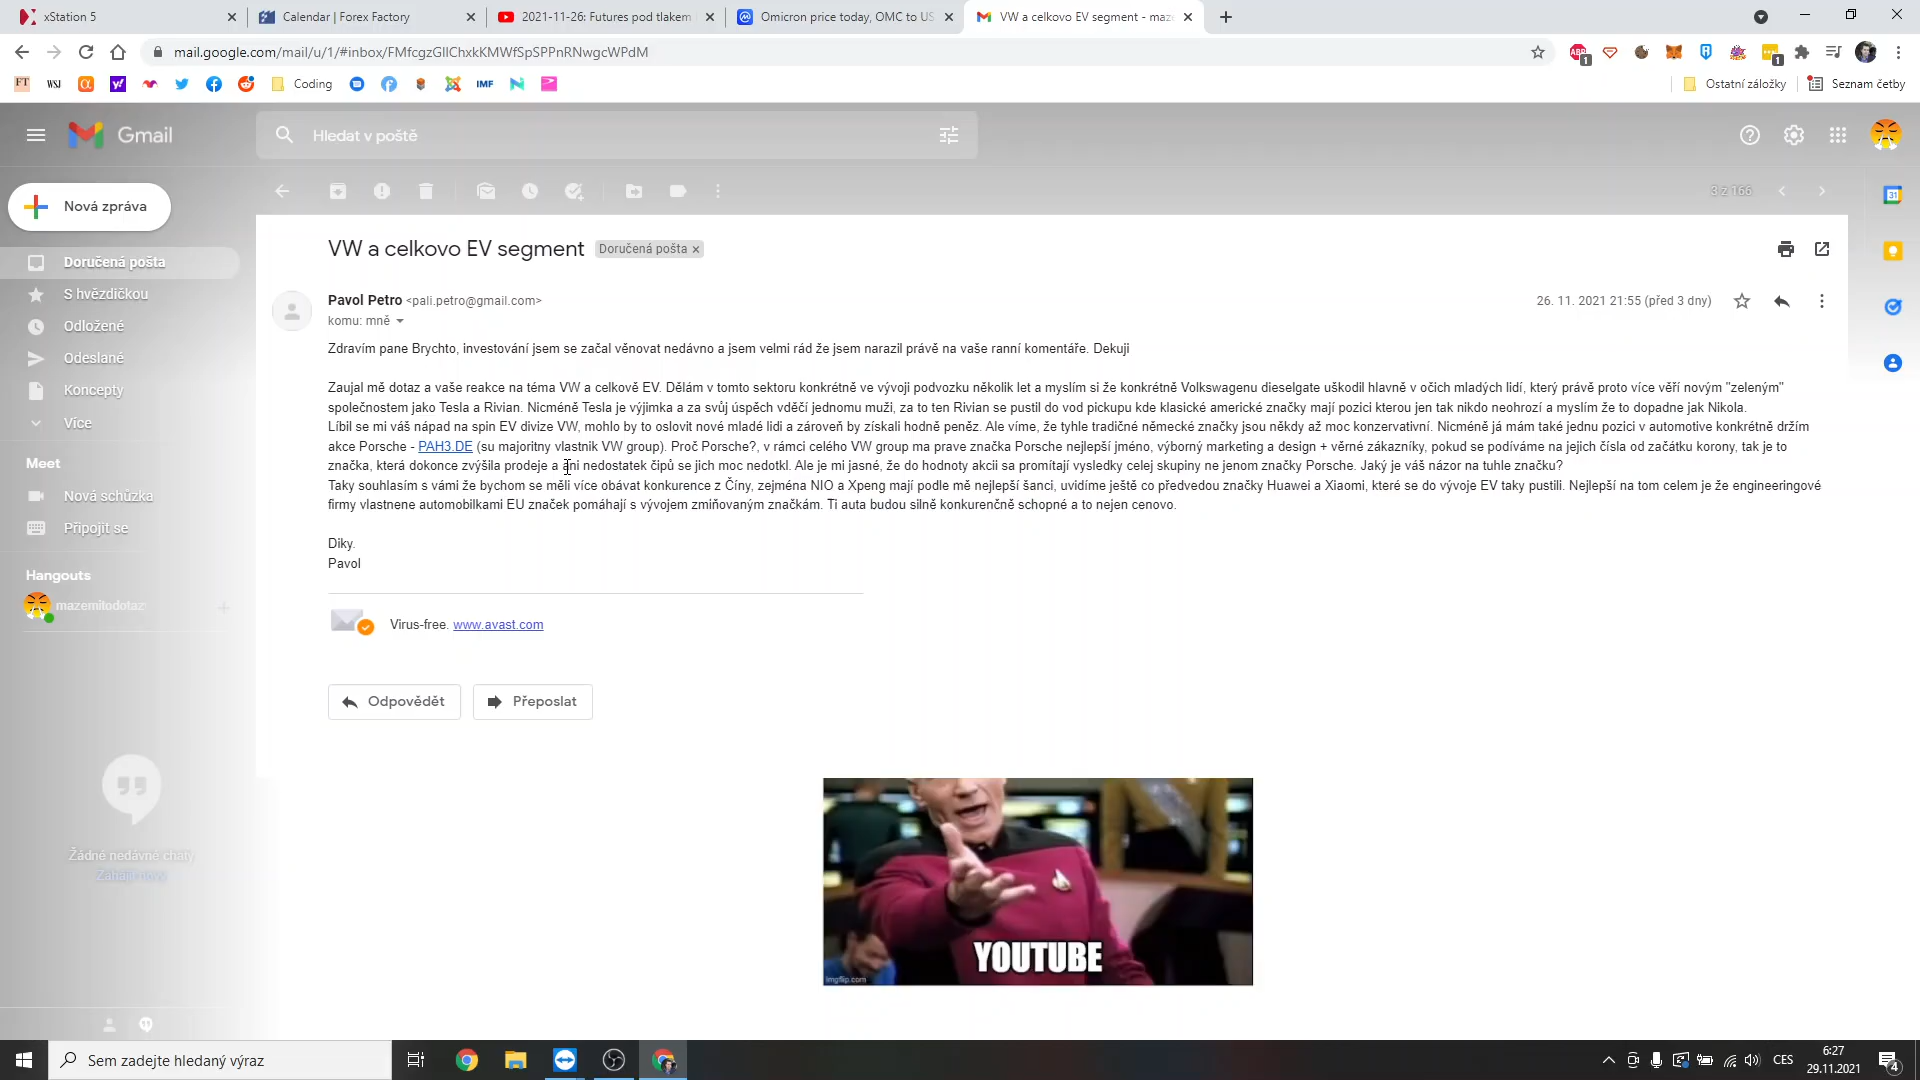 xStation 5
Calendar | Forex Factory
2021-11-26: Futures pod tlakem
Omicron price today, OMC to US
VW a celkovo EV segment - maz
mail.google.com/mail/u/1/#inbox/FMfcgzGllChxkKMWfSpSPPnRNwgcWPdM
FT
WSJ
Coding
IMF
Ostatní záložky
Seznam četby
Gmail
Hledat v poště
3 z 166
Nová zpráva
Doručená pošta
S hvězdičkou
Odložené
Odeslané
Koncepty
Více
Meet
Nová schůzka
Připojit se
Hangouts
mazemitodotaz
Žádné nedávné chaty
Zahájit nový
VW a celkovo EV segment Doručená pošta x
Pavol Petro <pali.petro@gmail.com>
26. 11. 2021 21:55 (před 3 dny)
komu: mně
Zdravím pane Brychto, investování jsem se začal věnovat nedávno a jsem velmi rád že jsem narazil právě na vaše ranní komentáře. Dekuji
Zaujal mě dotaz a vaše reakce na téma VW a celkově EV. Dělám v tomto sektoru konkrétně ve vývoji podvozku několik let a myslím si že konkrétně Volkswagenu dieselgate uškodil hlavně v očich mladých lidí, který právě proto více věří novým "zeleným"
společnostem jako Tesla a Rivian. Nicméně Tesla je výjimka a za svůj úspěch vděčí jednomu muži, za to ten Rivian se pustil do vod pickupu kde klasické americké značky mají pozici kterou jen tak nikdo neohrozí a myslím že to dopadne jak Nikola.
Líbil se mi váš nápad na spin EV divize VW, mohlo by to oslovit nové mladé lidi a zároveň by získali hodně peněz. Ale víme, že tyhle tradičné německé značky jsou někdy až moc konzervativní. Nicméně já mám také jednu pozici v automotive konkrétně držím
akce Porsche - PAH3.DE (su majoritny vlastnik VW group). Proč Porsche?, v rámci celého VW group ma prave značka Porsche nejlepší jméno, výborný marketing a design + věrné zákazníky, pokud se podíváme na jejich čísla od začátku korony, tak je to
značka, která dokonce zvýšila prodeje a ani nedostatek čipů se jich moc nedotkl. Ale je mi jasné, že do hodnoty akcii sa promítají vysledky celej skupiny ne jenom značky Porsche. Jaký je váš názor na tuhle značku?
Taky souhlasím s vámi že bychom se měli více obávat konkurence z Číny, zejména NIO a Xpeng mají podle mě nejlepší šanci, uvidíme ještě co předvedou značky Huawei a Xiaomi, které se do vývoje EV taky pustili. Nejlepší na tom celem je že engineeringové
firmy vlastnene automobilkami EU značek pomáhají s vývojem zmiňovaným značkám. Ti auta budou silně konkurenčně schopné a to nejen cenovo.
Diky.
Pavol
Virus-free. www.avast.com
Odpovědět
Přeposlat
YOUTUBE
imgflip.com
Sem zadejte hledaný výraz
CES
6:27
29.11.2021
4